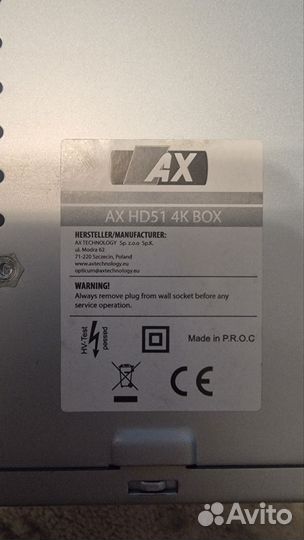 AX
AX HD51 4K BOX
HERSTELLER/MANUFACTURER:
AX TECHNOLOGY Sp. z.o.o Sp.K.
ul. Modra 62
71-220 Szczecin, Poland
www.axtechnology.eu
opticum@axtechnology.eu
WARNING!
Always remove plug from wall socket before any
service operation.
HV-Test
passed
Made in P.R.O.C
CE
Avito